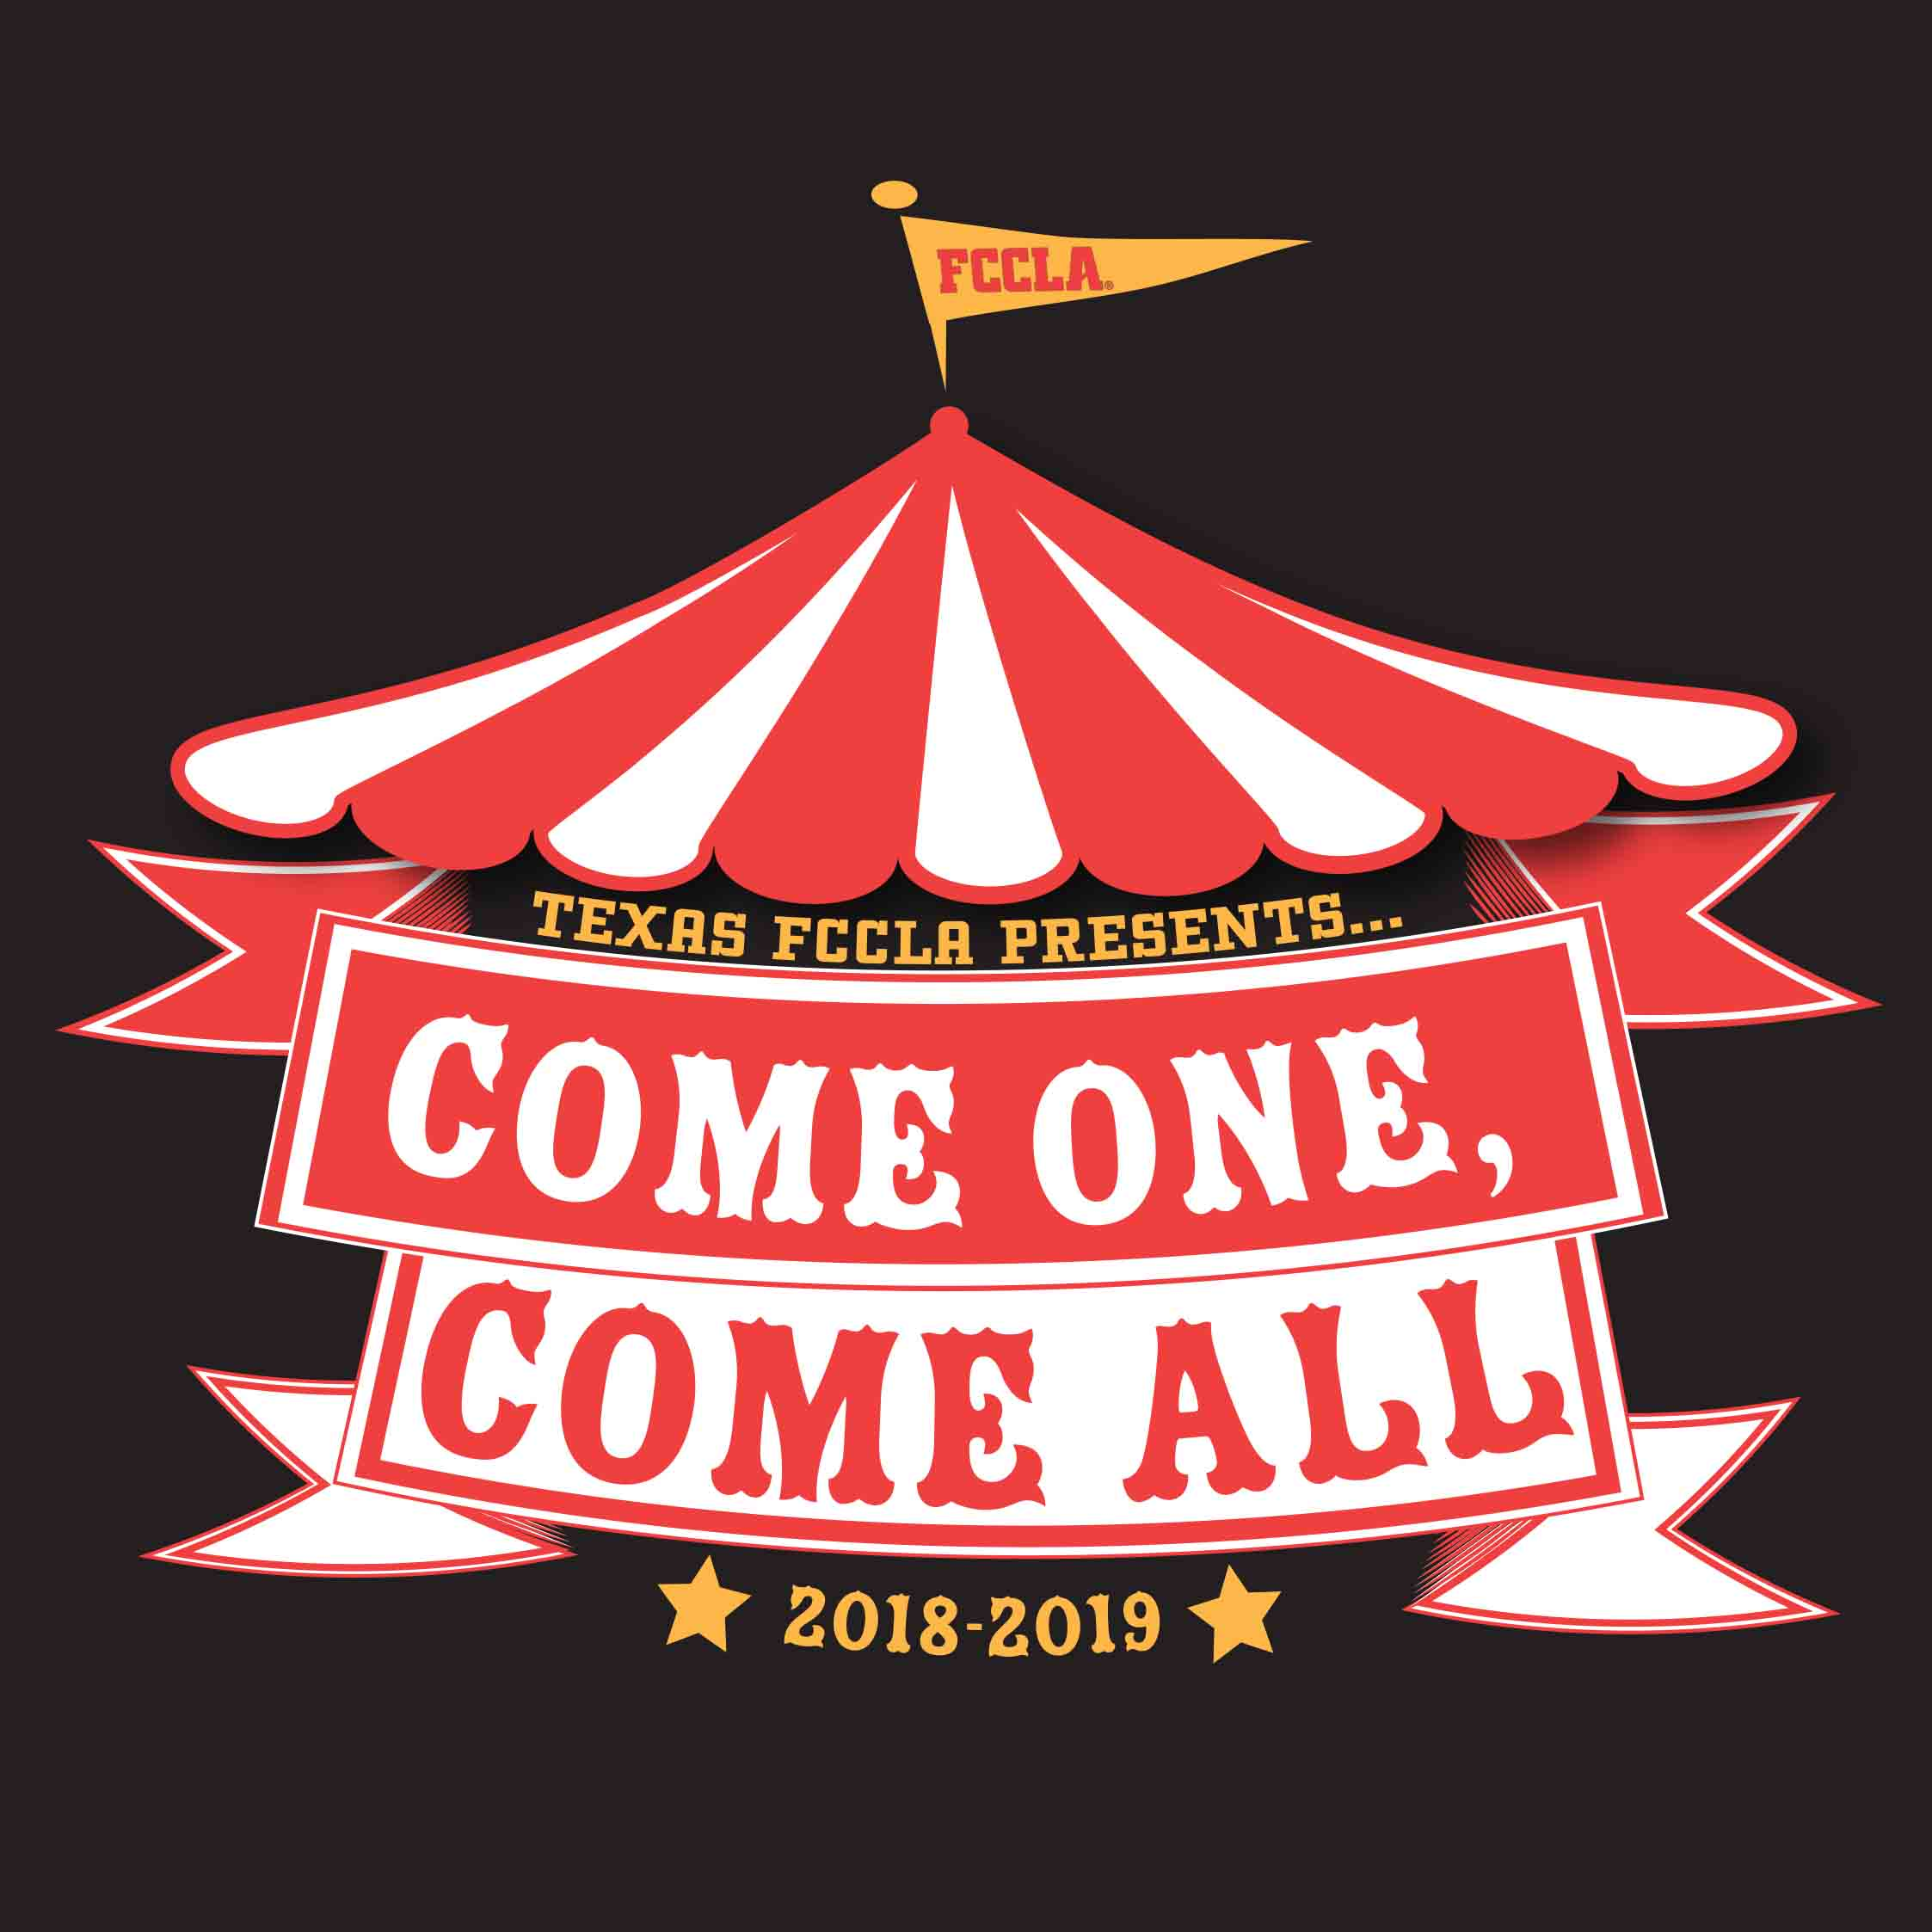 FCCLA®
TEXAS FCCLA PRESENTS...
COME ONE,
COME ALL
2018-2019